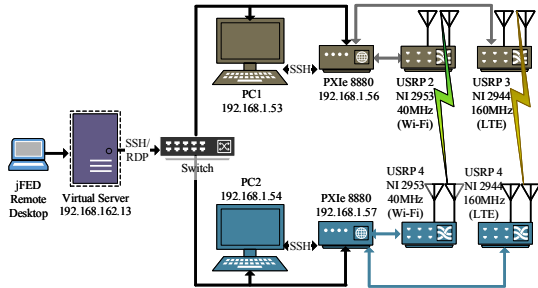 PC1
192.168.1.53
SSH
PXIe 8880
192.168.1.56
USRP 2
NI 2953
40MHz
(Wi-Fi)
USRP 3
NI 2944
160MHz
(LTE)
jFED
Remote
Desktop
Virtual Server
192.168.162.13
SSH/
RDP
Switch
PC2
192.168.1.54
SSH
PXIe 8880
192.168.1.57
USRP 4
NI 2953
40MHz
(Wi-Fi)
USRP 4
NI 2944
160MHz
(LTE)